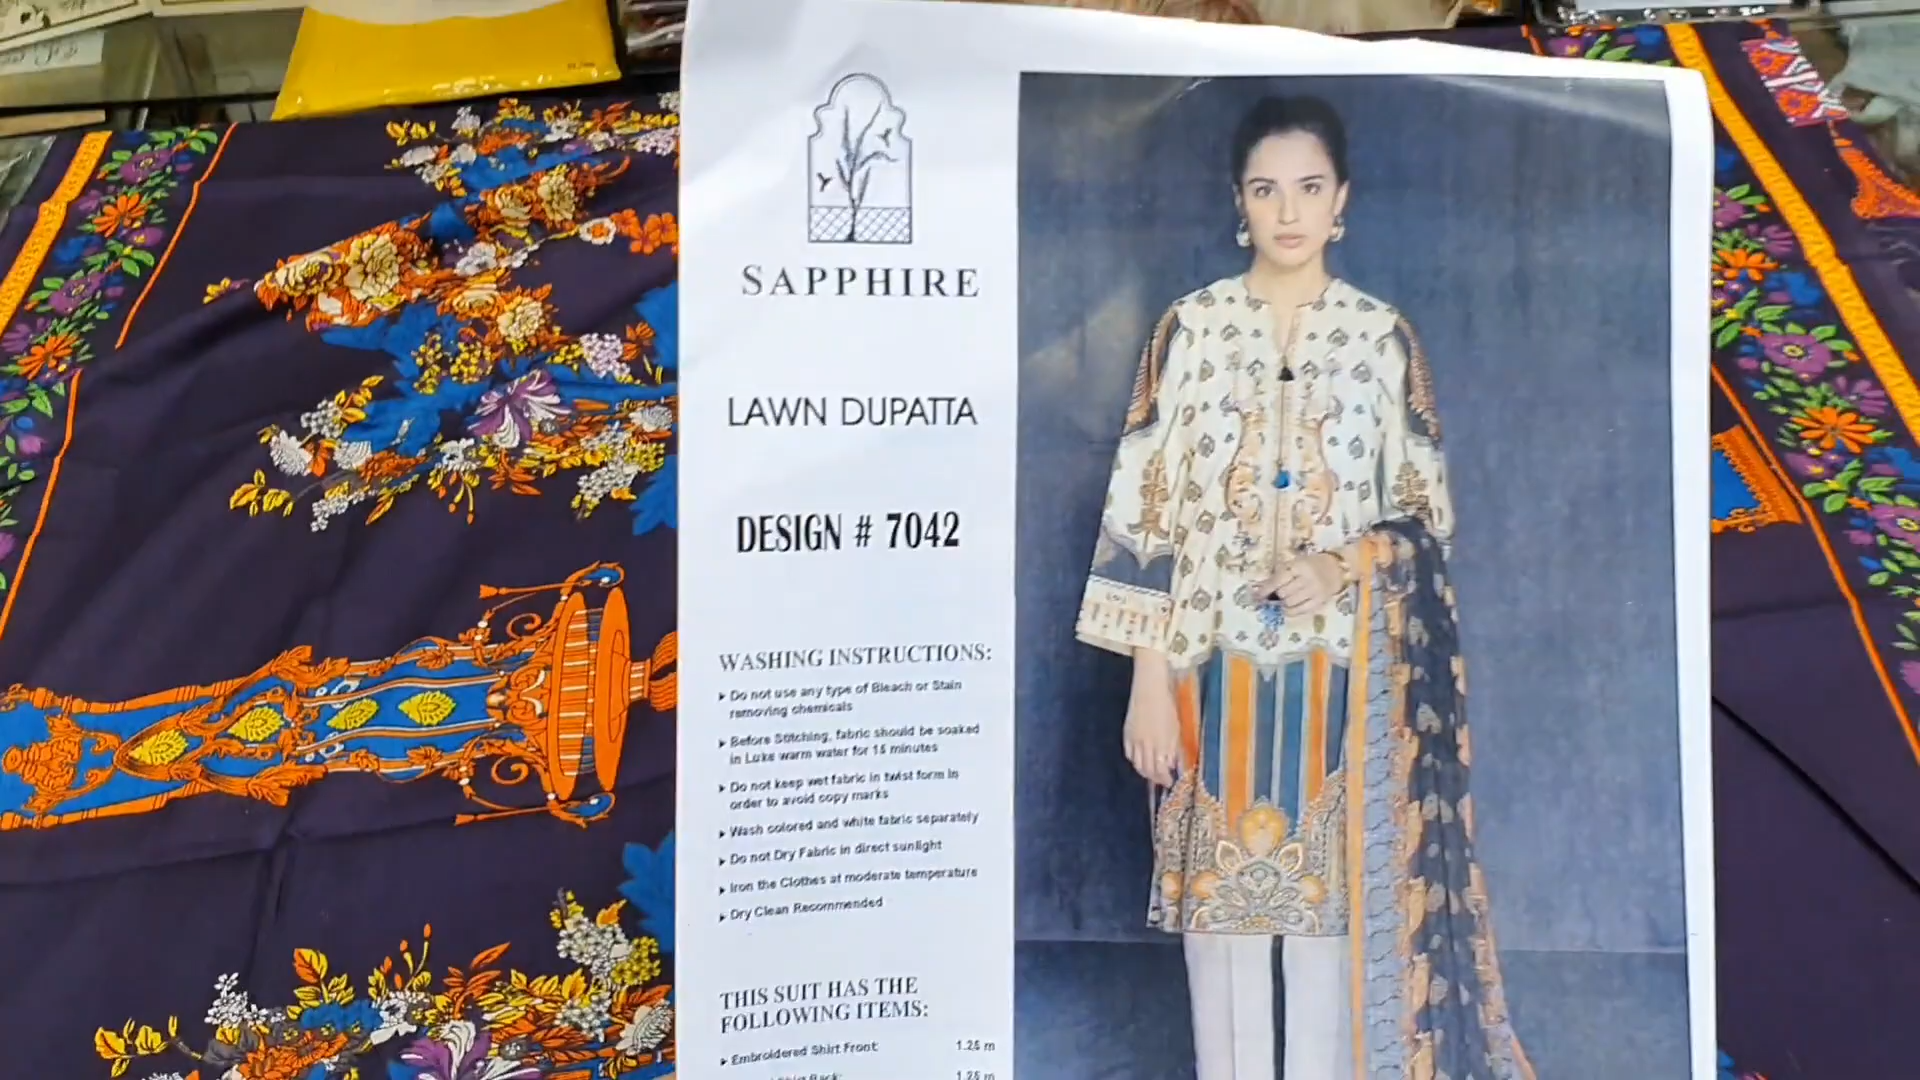 SAPPHIRE
LAWN DUPATTA
DESIGN # 7042
WASHING INSTRUCTIONS:
Do not use any type of Bleach or Stain
removing chemicals
Before Stitching, fabric should be soaked
in Luke warm water for 15 minutes
Do not keep wet fabric in twist form in
order to avoid copy marks
Wash colored and white fabric separately
Do not Dry Fabric in direct sunlight
Iron the Clothes at moderate temperature
Dry Clean Recommended
THIS SUIT HAS THE
FOLLOWING ITEMS:
Embroidered Shirt Front: 1.25 m
Back: 1.25 m